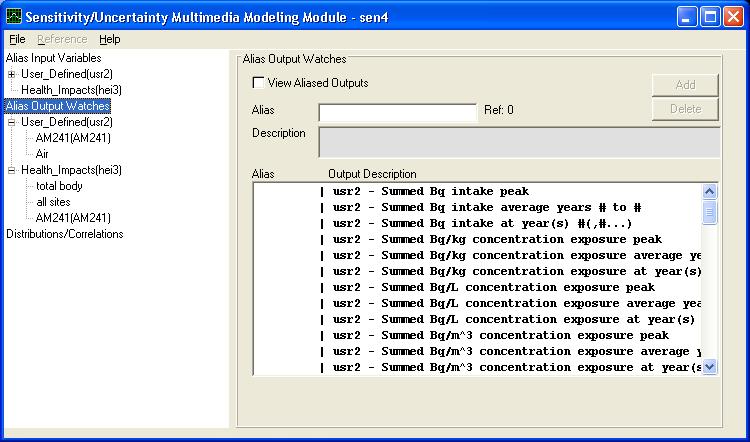 Sensitivity/Uncertainty Multimedia Modeling Module - sen4
File Reference Help
Alias Input Variables
User_Defined(usr2)
Health_Impacts(hei3)
Alias Output Watches
User_Defined(usr2)
AM241(AM241)
Air
Health_Impacts(hei3)
total body
all sites
AM241(AM241)
Distributions/Correlations
Alias Output Watches
View Aliased Outputs
Add
Alias Ref: 0
Delete
Description
Alias Output Description
| usr2 - Summed Bq intake peak
| usr2 - Summed Bq intake average years # to #
| usr2 - Summed Bq intake at year(s) #(,#...)
| usr2 - Summed Bq/kg concentration exposure peak
| usr2 - Summed Bq/kg concentration exposure average ye
| usr2 - Summed Bq/kg concentration exposure at year(s)
| usr2 - Summed Bq/L concentration exposure peak
| usr2 - Summed Bq/L concentration exposure average yea
| usr2 - Summed Bq/L concentration exposure at year(s)
| usr2 - Summed Bq/m^3 concentration exposure peak
| usr2 - Summed Bq/m^3 concentration exposure average y
| usr2 - Summed Bq/m^3 concentration exposure at year(s